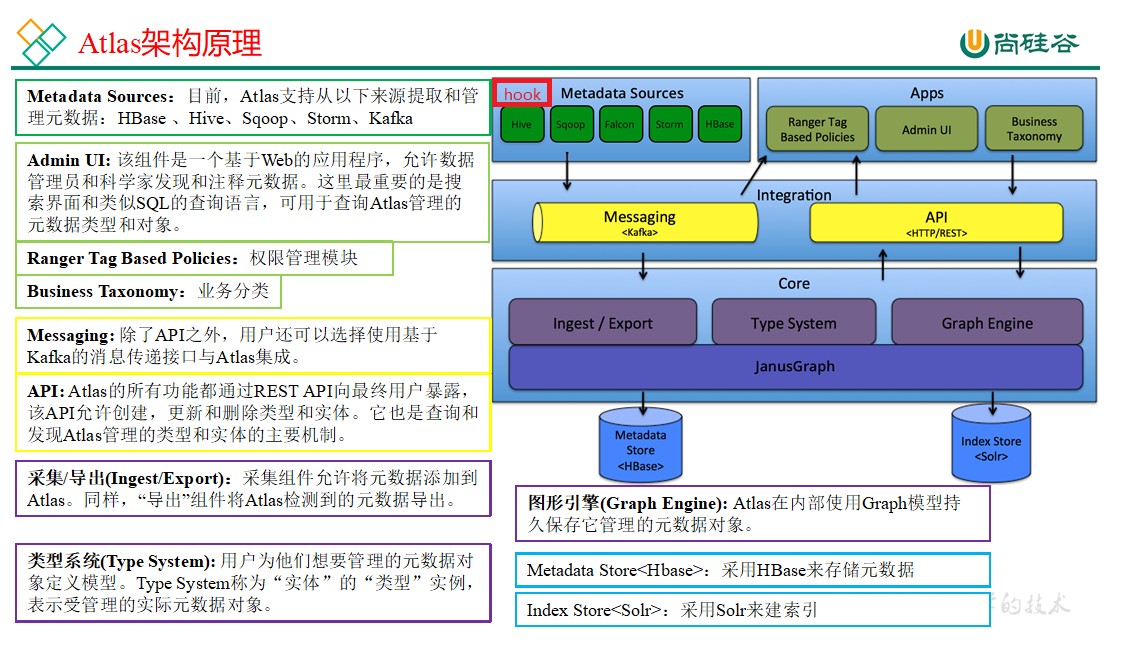 Atlas架构原理
尚硅谷
Metadata Sources：目前，Atlas支持从以下来源提取和管
理元数据：HBase 、Hive、Sqoop、Storm、Kafka
Admin UI: 该组件是一个基于Web的应用程序，允许数据
管理员和科学家发现和注释元数据。这里最重要的是搜
索界面和类似SQL的查询语言，可用于查询Atlas管理的
元数据类型和对象。
Ranger Tag Based Policies：权限管理模块
Business Taxonomy：业务分类
Messaging: 除了API之外，用户还可以选择使用基于
Kafka的消息传递接口与Atlas集成。
API: Atlas的所有功能都通过REST API向最终用户暴露，
该API允许创建，更新和删除类型和实体。它也是查询和
发现Atlas管理的类型和实体的主要机制。
采集/导出(Ingest/Export)：采集组件允许将元数据添加到
Atlas。同样，“导出”组件将Atlas检测到的元数据导出。
类型系统(Type System): 用户为他们想要管理的元数据对
象定义模型。Type System称为“实体”的“类型”实例，
表示受管理的实际元数据对象。
hook
Metadata Sources
Hive
Sqoop
Falcon
Storm
HBase
Apps
Ranger Tag
Based Policies
Admin UI
Business
Taxonomy
Integration
Messaging
<Kafka>
API
<HTTP/REST>
Core
Ingest / Export
Type System
Graph Engine
JanusGraph
Metadata
Store
<HBase>
Index Store
<Solr>
图形引擎(Graph Engine): Atlas在内部使用Graph模型持
久保存它管理的元数据对象。
Metadata Store<Hbase>：采用HBase来存储元数据
Index Store<Solr>：采用Solr来建索引
的技术